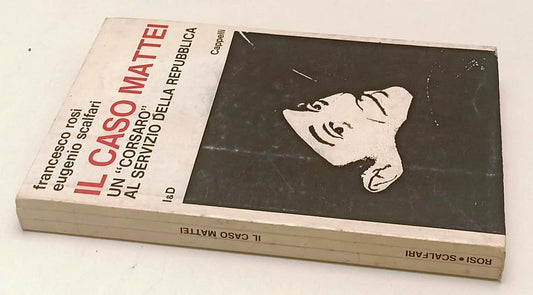 francesco rosi
eugenio scalfari
IL CASO MATTEI
UN "CORSARO"
AL SERVIZIO DELLA REPUBBLICA
I&D
Cappelli
ROSI • SCALFARI
IL CASO MATTEI